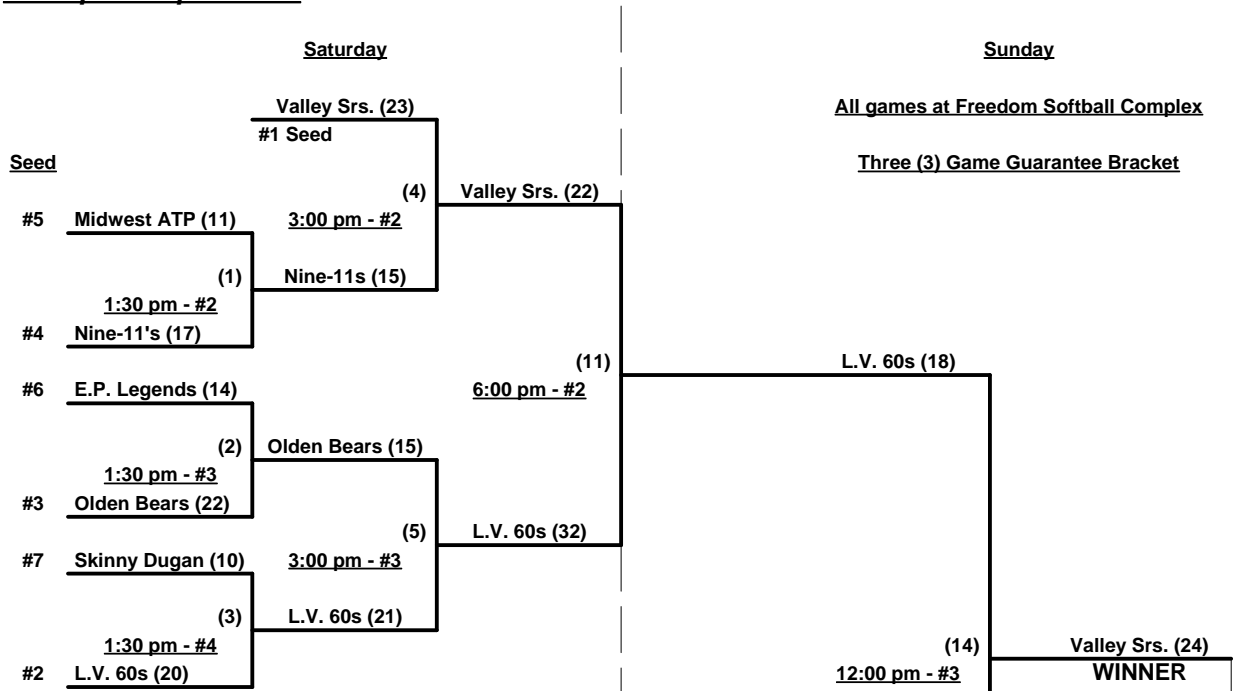 Saturday
Sunday
Valley Srs. (23)
All games at Freedom Softball Complex
#1 Seed
Seed
Three (3) Game Guarantee Bracket
(4)
Valley Srs. (22)
#5
Midwest ATP (11)
3:00 pm - #2
(1)
Nine-11s (15)
1:30 pm - #2
#4
Nine-11's (17)
(11)
L.V. 60s (18)
#6
E.P. Legends (14)
6:00 pm - #2
(2)
Olden Bears (15)
1:30 pm - #3
#3
Olden Bears (22)
(5)
L.V. 60s (32)
#7
Skinny Dugan (10)
3:00 pm - #3
(3)
L.V. 60s (21)
1:30 pm - #4
(14)
Valley Srs. (24)
#2
L.V. 60s (20)
12:00 pm - #3
WINNER